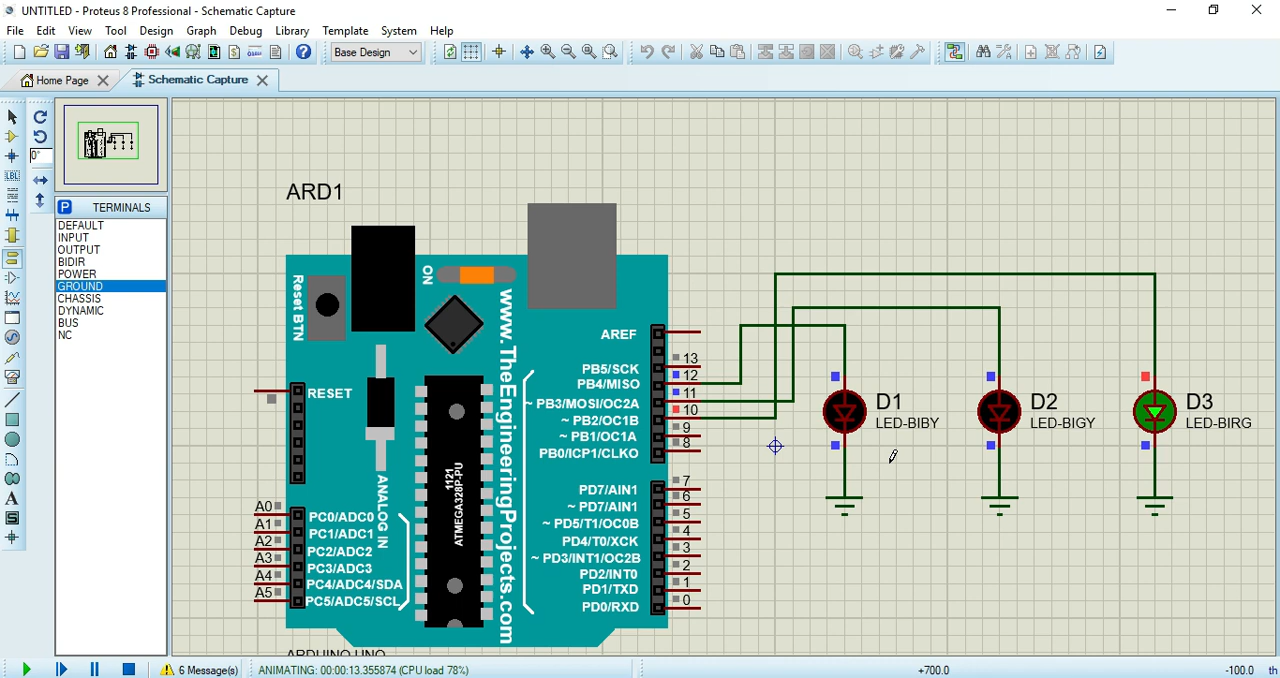 UNTITLED - Proteus 8 Professional - Schematic Capture
File Edit View Tool Design Graph Debug Library Template System Help
Base Design
Home Page Schematic Capture
0°
LBL
P TERMINALS
DEFAULT
INPUT
OUTPUT
BIDIR
POWER
GROUND
CHASSIS
DYNAMIC
BUS
NC
A
S
ARD1
Reset BTN
ON
www.TheEngineeringProjects.com
AREF
PB5/SCK 13
PB4/MISO 12
~ PB3/MOSI/OC2A 11
~ PB2/OC1B 10
~ PB1/OC1A 9
PB0/ICP1/CLKO 8
RESET
1121
ATMEGA328P-PU
ANALOG IN
PD7/AIN1 7
~ PD7/AIN1 6
~ PD5/T1/OC0B 5
PD4/T0/XCK 4
~ PD3/INT1/OC2B 3
PD2/INT0 2
PD1/TXD 1
PD0/RXD 0
A0 PC0/ADC0
A1 PC1/ADC1
A2 PC2/ADC2
A3 PC3/ADC3
A4 PC4/ADC4/SDA
A5 PC5/ADC5/SCL
ARDUINO UNO
D1
LED-BIBY
D2
LED-BIGY
D3
LED-BIRG
6 Message(s) ANIMATING: 00:00:13.355874 (CPU load 78%) +700.0 -100.0 th